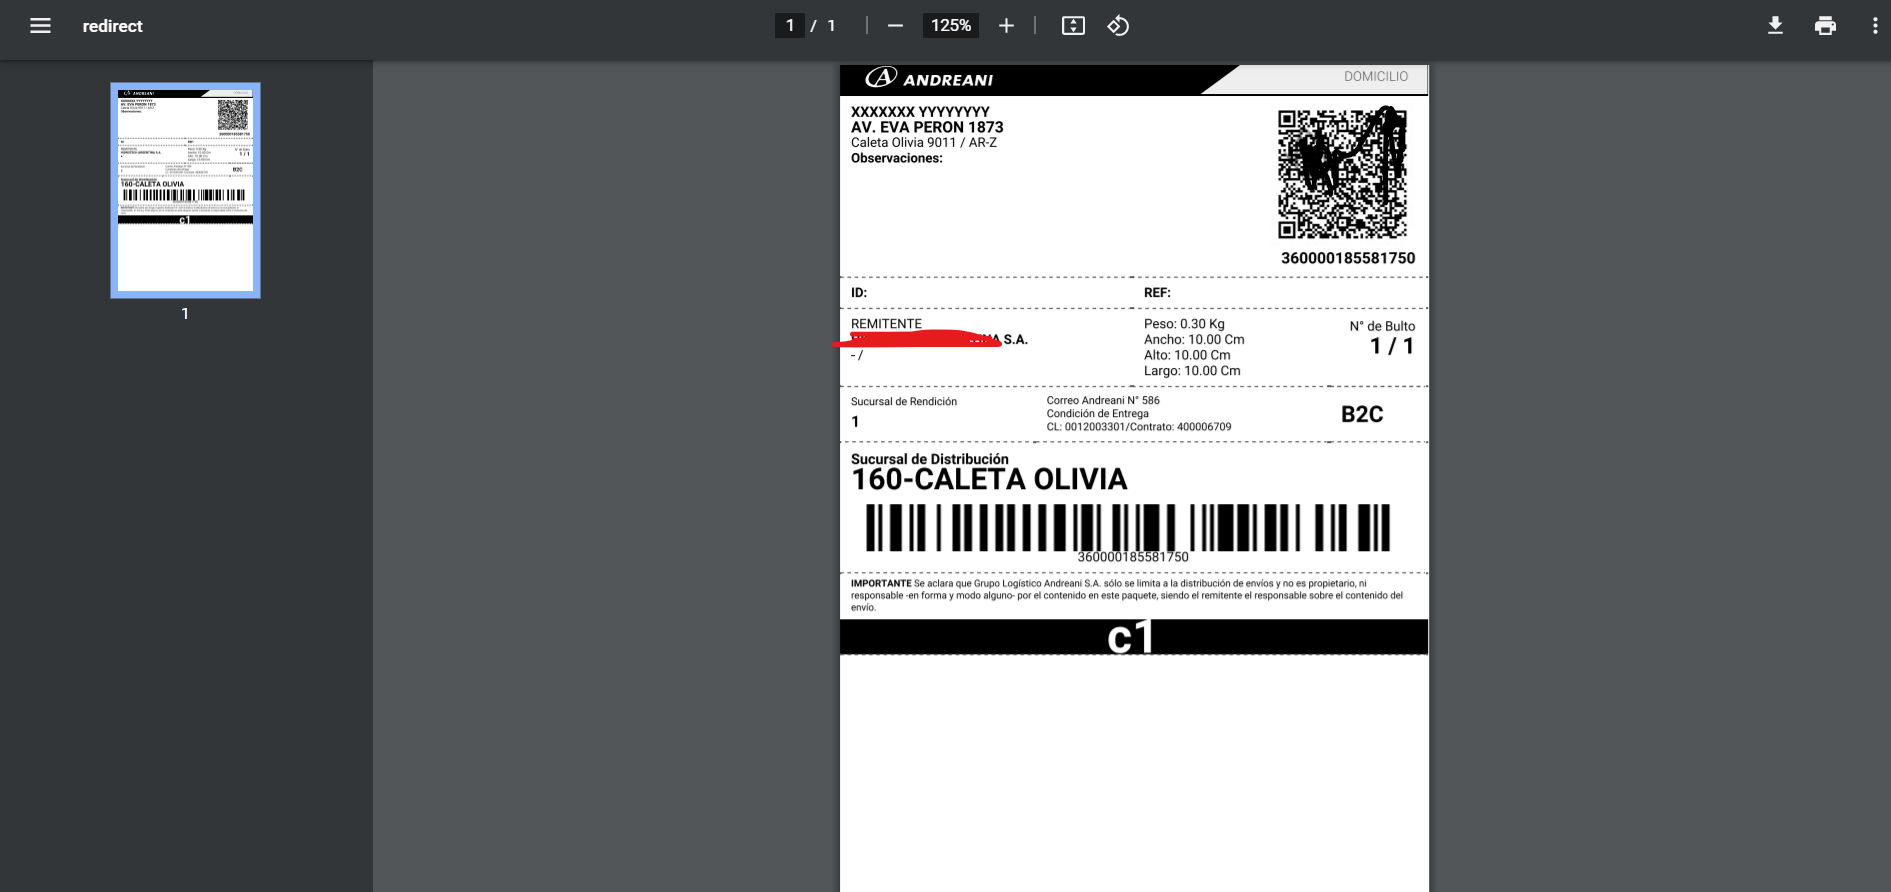 redirect
1 / 1
125%
1
ANDREANI
DOMICILIO
XXXXXXX YYYYYYYY
AV. EVA PERON 1873
Caleta Olivia 9011 / AR-Z
Observaciones:
360000185581750
ID:
REF:
REMITENTE
S.A.
- /
Peso: 0.30 Kg
Ancho: 10.00 Cm
Alto: 10.00 Cm
Largo: 10.00 Cm
N° de Bulto
1 / 1
Sucursal de Rendición
1
Correo Andreani N° 586
Condición de Entrega
CL: 0012003301/Contrato: 400006709
B2C
Sucursal de Distribución
160-CALETA OLIVIA
360000185581750
IMPORTANTE Se aclara que Grupo Logístico Andreani S.A. sólo se limita a la distribución de envíos y no es propietario, ni
responsable -en forma y modo alguno- por el contenido en este paquete, siendo el remitente el responsable sobre el contenido del
envío.
c1